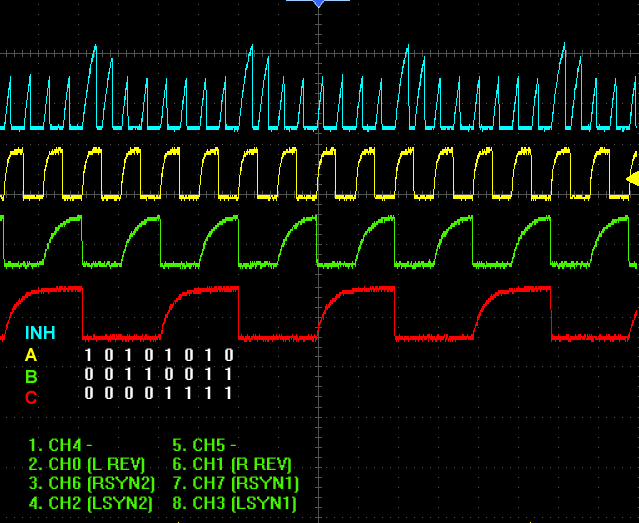 INH
A 1 0 1 0 1 0 1 0
B 0 0 1 1 0 0 1 1
C 0 0 0 0 1 1 1 1
1. CH4 - 5. CH5 -
2. CH0 (L REV) 6. CH1 (R REV)
3. CH6 (RSYN2) 7. CH7 (RSYN1)
4. CH2 (LSYN2) 8. CH3 (LSYN1)